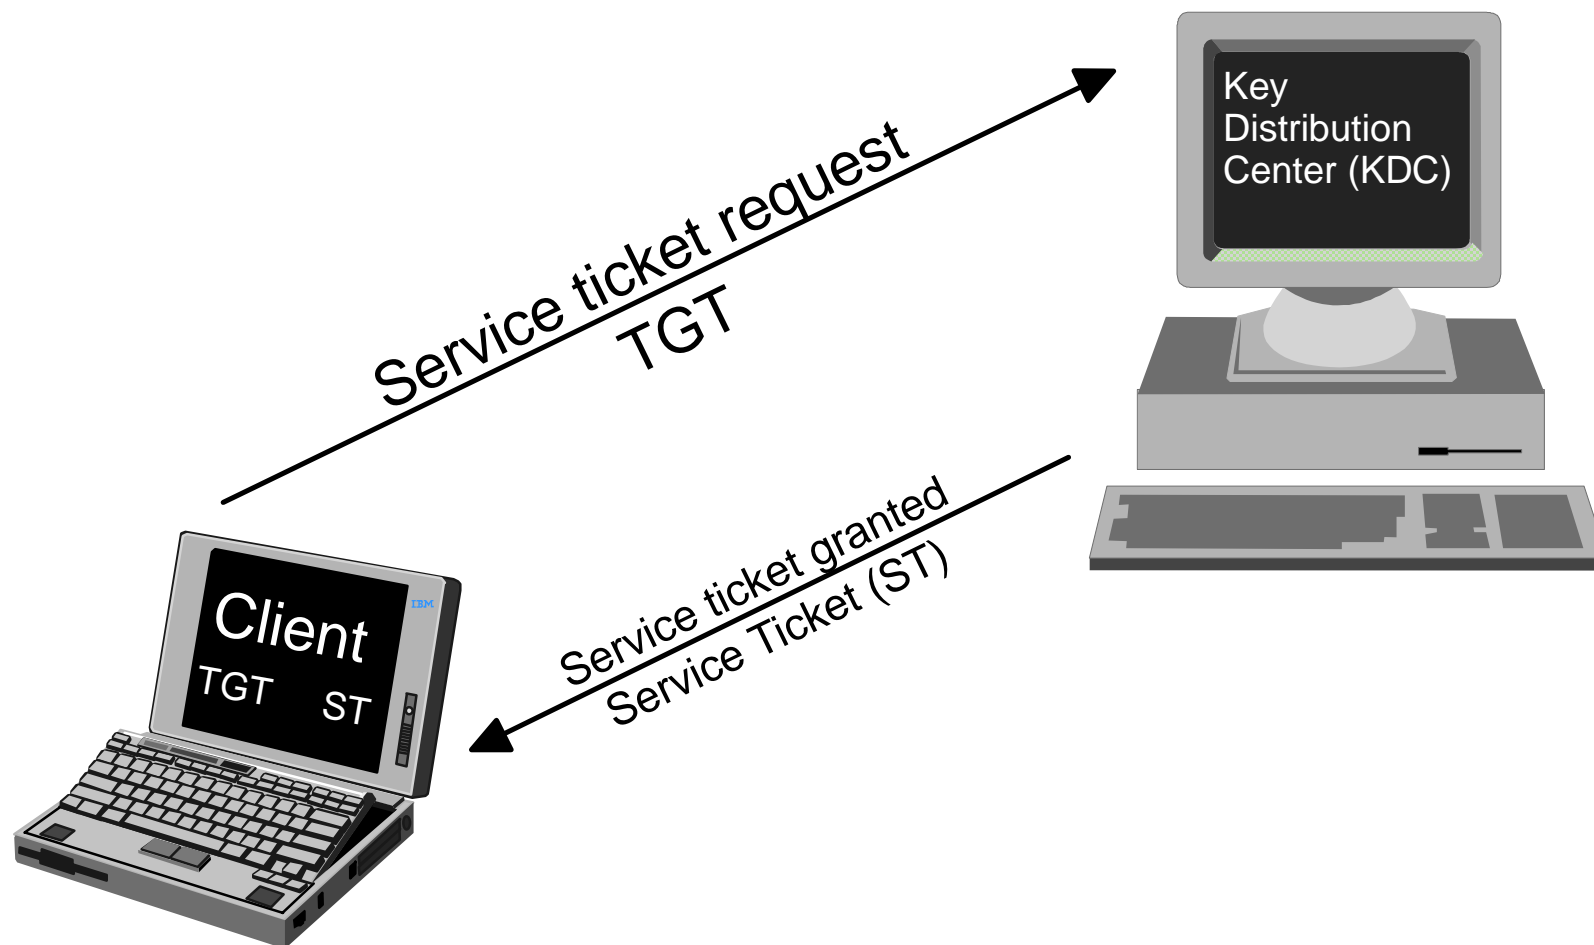 Key
Distribution
Center (KDC)
Service ticket request
TGT
Service ticket granted
Service Ticket (ST)
IBM
Client
TGT ST